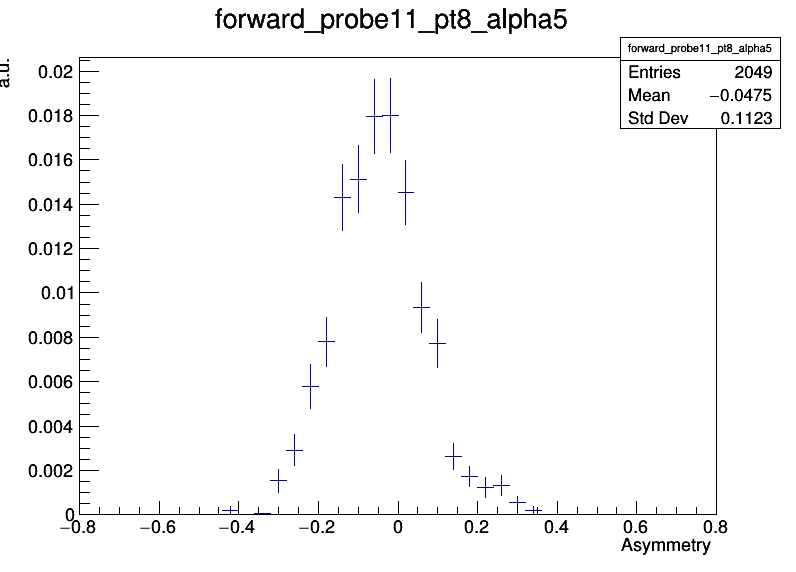 forward_probe11_pt8_alpha5
a.u.
forward_probe11_pt8_alpha5
Entries 2049
Mean −0.0475
Std Dev 0.1123
0.02
0.018
0.016
0.014
0.012
0.01
0.008
0.006
0.004
0.002
0
−0.8 −0.6 −0.4 −0.2 0 0.2 0.4 0.6 0.8
Asymmetry